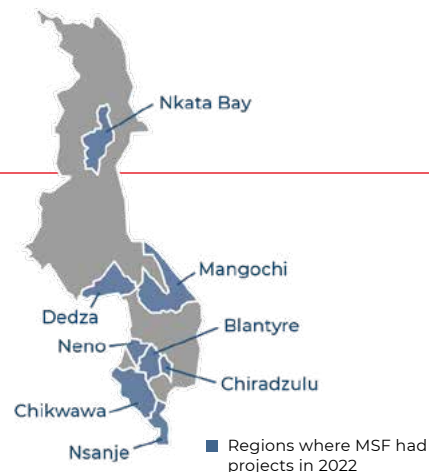 Nkata Bay
Mangochi
Dedza
Blantyre
Neno
Chiradzulu
Chikwawa
Nsanje
Regions where MSF had
projects in 2022